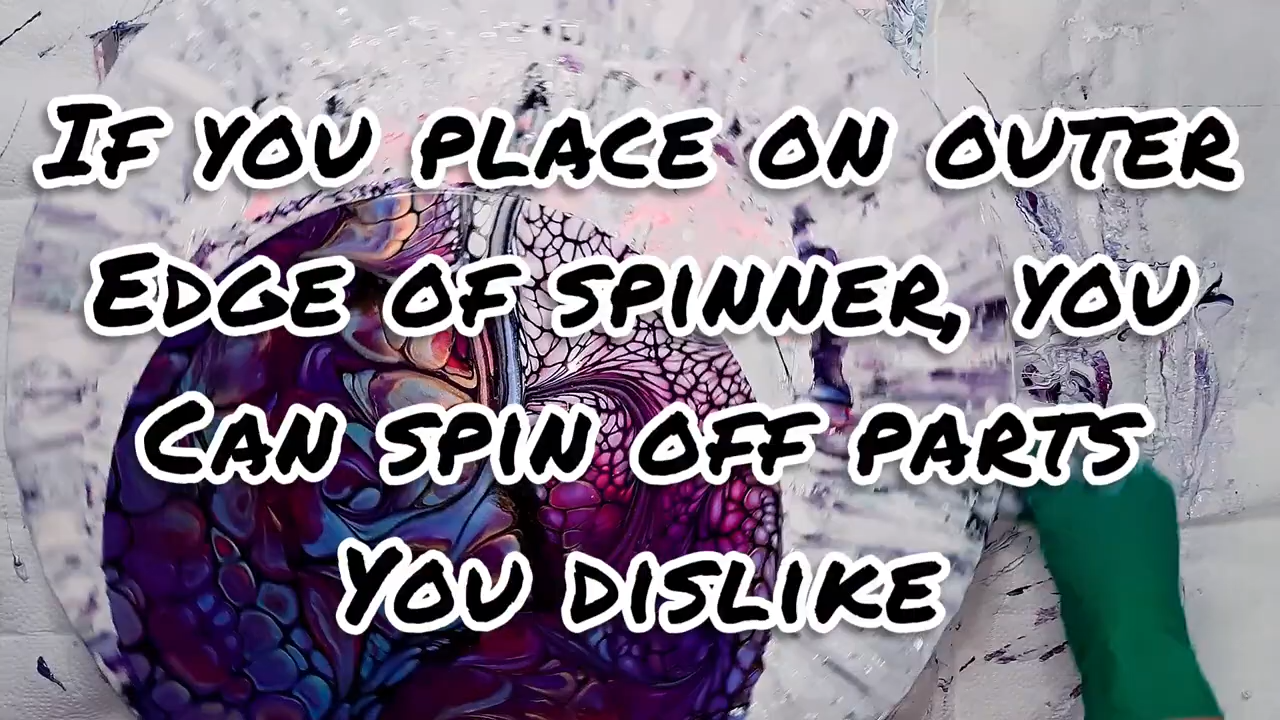 If you place on outer
Edge of spinner, you
Can spin off parts
You dislike